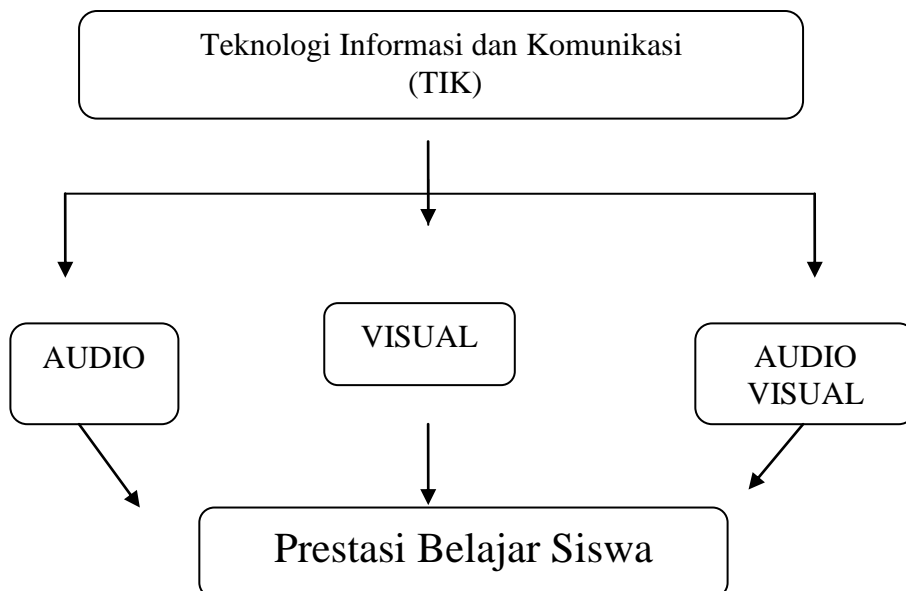 Teknologi Informasi dan Komunikasi
(TIK)
AUDIO
VISUAL
AUDIO
VISUAL
Prestasi Belajar Siswa